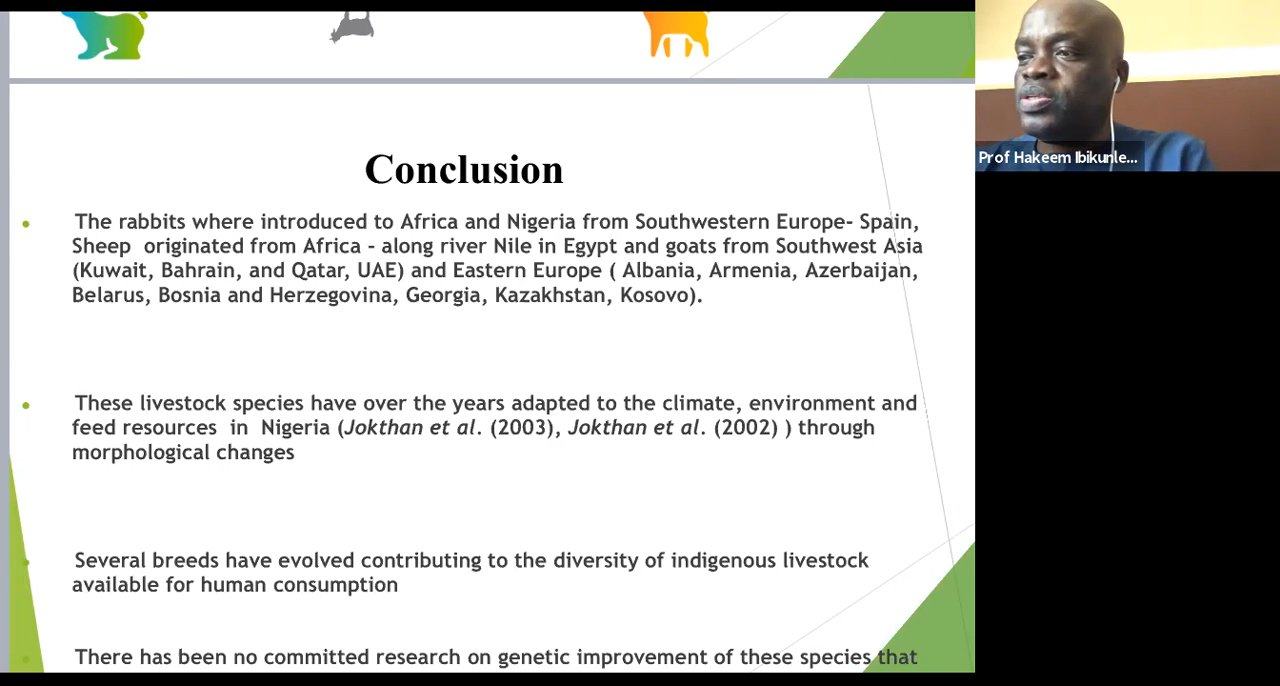 Conclusion
The rabbits where introduced to Africa and Nigeria from Southwestern Europe- Spain,
Sheep originated from Africa - along river Nile in Egypt and goats from Southwest Asia
(Kuwait, Bahrain, and Qatar, UAE) and Eastern Europe ( Albania, Armenia, Azerbaijan,
Belarus, Bosnia and Herzegovina, Georgia, Kazakhstan, Kosovo).
These livestock species have over the years adapted to the climate, environment and
feed resources in Nigeria (Jokthan et al. (2003), Jokthan et al. (2002) ) through
morphological changes
Several breeds have evolved contributing to the diversity of indigenous livestock
available for human consumption
There has been no committed research on genetic improvement of these species that
Prof Hakeem Ibikunle...